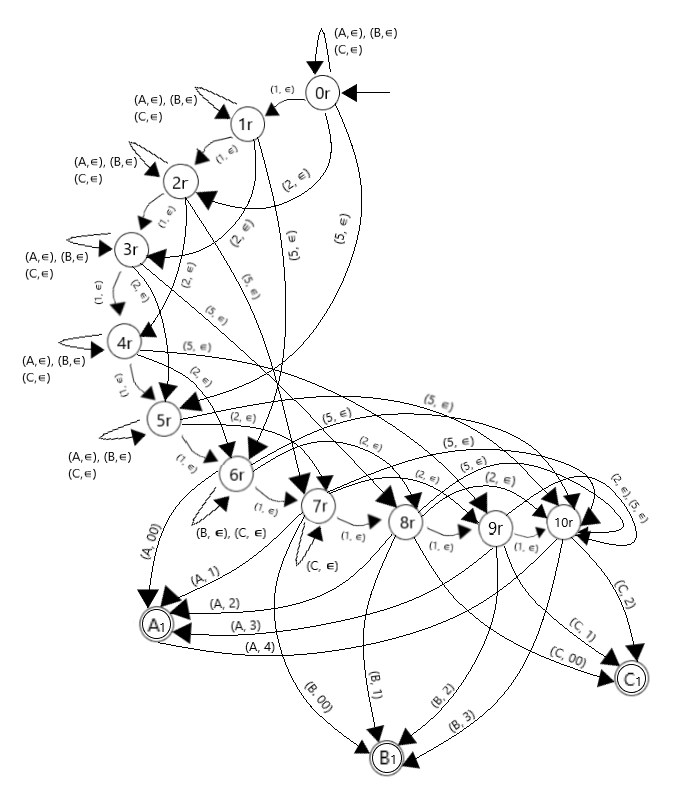 (A,∊), (B,∊)
(C,∊)
0r
(1, ∊)
(A,∊), (B,∊)
(C,∊)
1r
(1, ∊)
(A,∊), (B,∊)
(C,∊)
2r
(2, ∊)
(1, ∊)
(2, ∊)
(5, ∊)
(5, ∊)
3r
(A,∊), (B,∊)
(C,∊)
(2, ∊)
(5, ∊)
(1, ∊)
(2, ∊)
(5, ∊)
4r
(5, ∊)
(A,∊), (B,∊)
(C,∊)
(1, ∊)
(2, ∊)
5r
(2, ∊)
(5, ∊)
(5, ∊)
(A,∊), (B,∊)
(C,∊)
(1, ∊)
(2, ∊)
(5, ∊)
6r
(5, ∊)
(2, ∊)
(2, ∊)
(2, ∊), (5, ∊)
(1, ∊)
7r
8r
9r
10r
(B, ∊), (C, ∊)
(1, ∊)
(1, ∊)
(1, ∊)
(A, 00)
(C, ∊)
(A, 1)
(C, 2)
(A, 2)
A1
(A, 3)
(C, 1)
(A, 4)
(C, 00)
C1
(B, 00)
(B, 1)
(B, 2)
(B, 3)
B1